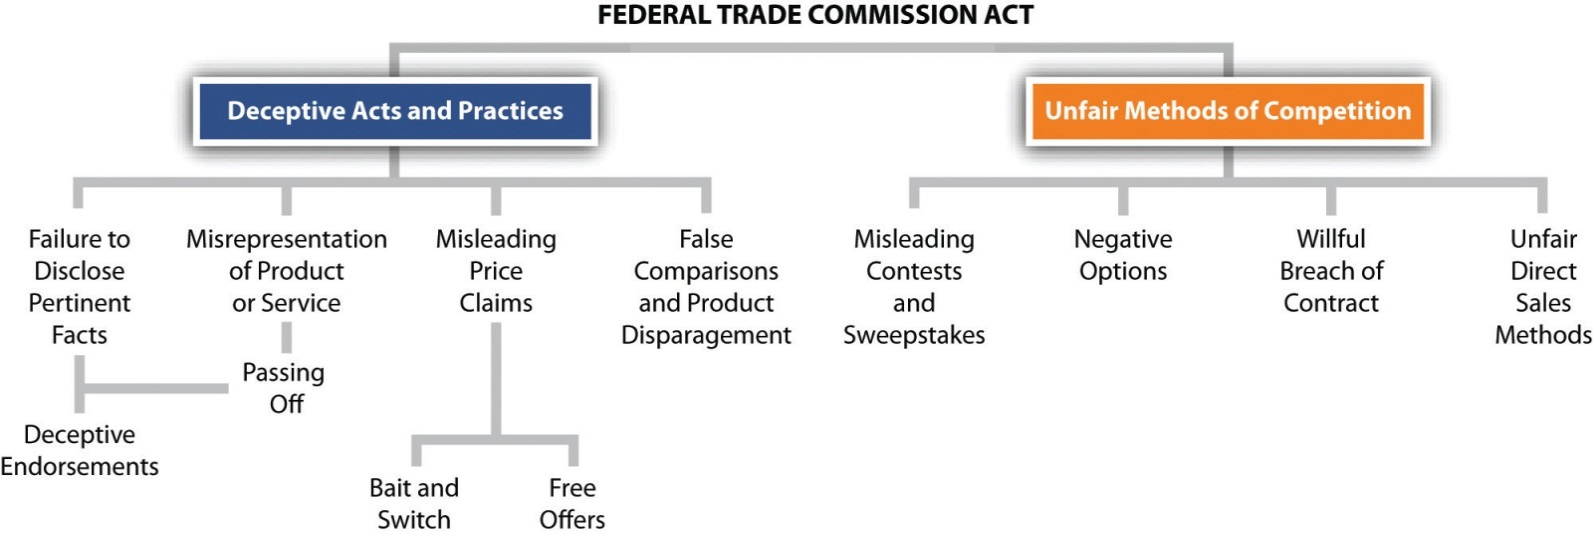 FEDERAL TRADE COMMISSION ACT
Deceptive Acts and Practices
Unfair Methods of Competition
Failure to
Disclose
Pertinent
Facts
Misrepresentation
of Product
or Service
Misleading
Price
Claims
False
Comparisons
and Product
Disparagement
Misleading
Contests
and
Sweepstakes
Negative
Options
Willful
Breach of
Contract
Unfair
Direct
Sales
Methods
Passing
Off
Deceptive
Endorsements
Bait and
Switch
Free
Offers